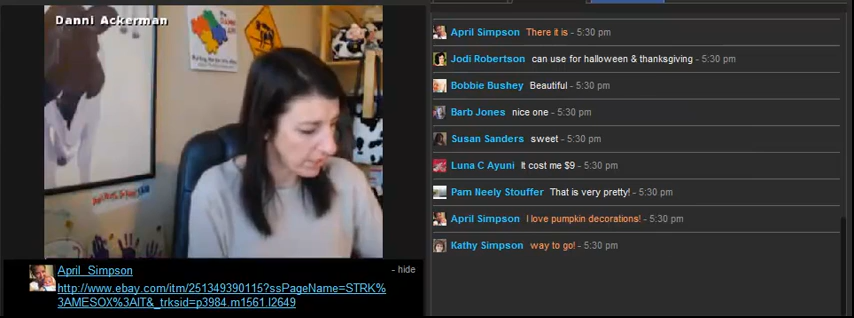 Danni Ackerman
April Simpson There it is - 5:30 pm
Jodi Robertson can use for halloween & thanksgiving - 5:30 pm
Bobbie Bushey Beautiful - 5:30 pm
Barb Jones nice one - 5:30 pm
Susan Sanders sweet - 5:30 pm
Luna C Ayuni It cost me $9 - 5:30 pm
Pam Neely Stouffer That is very pretty! - 5:30 pm
April Simpson I love pumpkin decorations! - 5:30 pm
Kathy Simpson way to go! - 5:30 pm
April_Simpson - hide
http://www.ebay.com/itm/251349390115?ssPageName=STRK%
3AMESOX%3AIT&_trksid=p3984.m1561.l2649